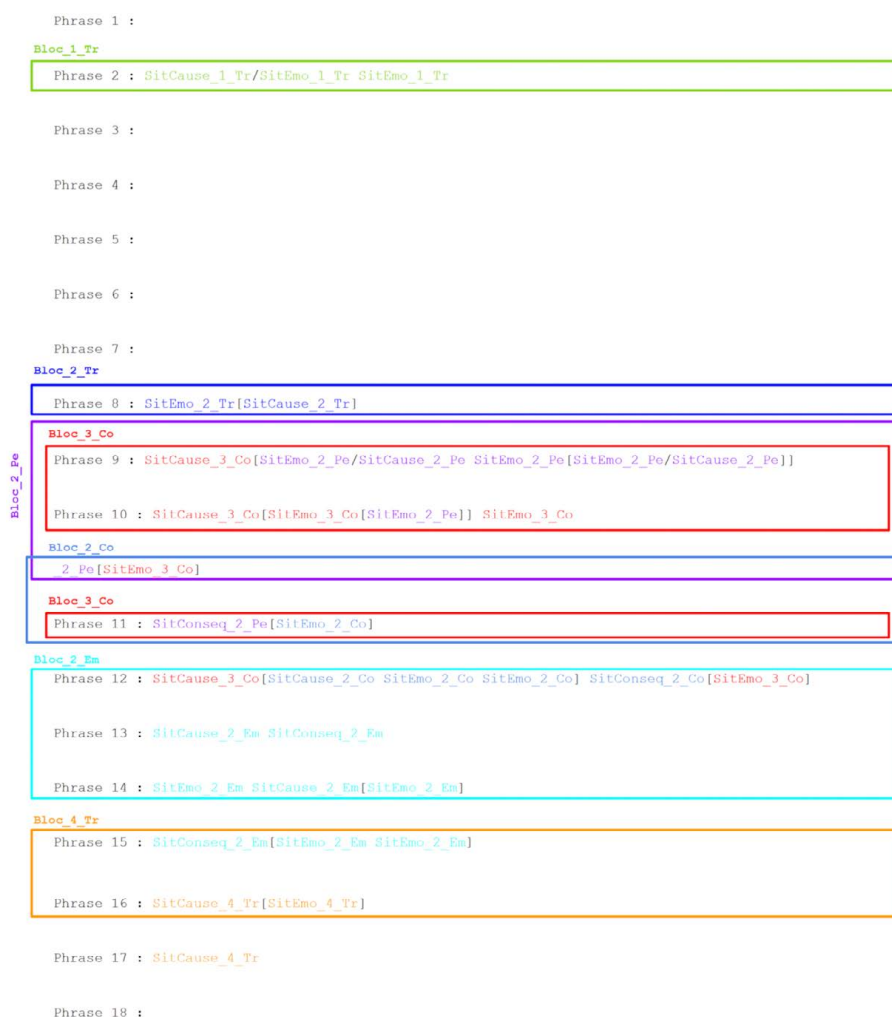 Phrase 1 :
Bloc_1_Tr
Phrase 2 : SitCause_1_Tr/SitEmo_1_Tr SitEmo_1_Tr
Phrase 3 :
Phrase 4 :
Phrase 5 :
Phrase 6 :
Phrase 7 :
Bloc_2_Tr
Phrase 8 : SitEmo_2_Tr[SitCause_2_Tr]
Bloc_2_Pe
Bloc_3_Co
Phrase 9 : SitCause_3_Co[SitEmo_2_Pe/SitCause_2_Pe SitEmo_2_Pe[SitEmo_2_Pe/SitCause_2_Pe]]
Phrase 10 : SitCause_3_Co[SitEmo_3_Co[SitEmo_2_Pe]] SitEmo_3_Co
Bloc_2_Co
_2_Pe[SitEmo_3_Co]
Bloc_3_Co
Phrase 11 : SitConseq_2_Pe[SitEmo_2_Co]
Bloc_2_Em
Phrase 12 : SitCause_3_Co[SitCause_2_Co SitEmo_2_Co SitEmo_2_Co] SitConseq_2_Co[SitEmo_3_Co]
Phrase 13 : SitCause_2_Em SitConseq_2_Em
Phrase 14 : SitEmo_2_Em SitCause_2_Em[SitEmo_2_Em]
Bloc_4_Tr
Phrase 15 : SitConseq_2_Em[SitEmo_2_Em SitEmo_2_Em]
Phrase 16 : SitCause_4_Tr[SitEmo_4_Tr]
Phrase 17 : SitCause_4_Tr
Phrase 18 :